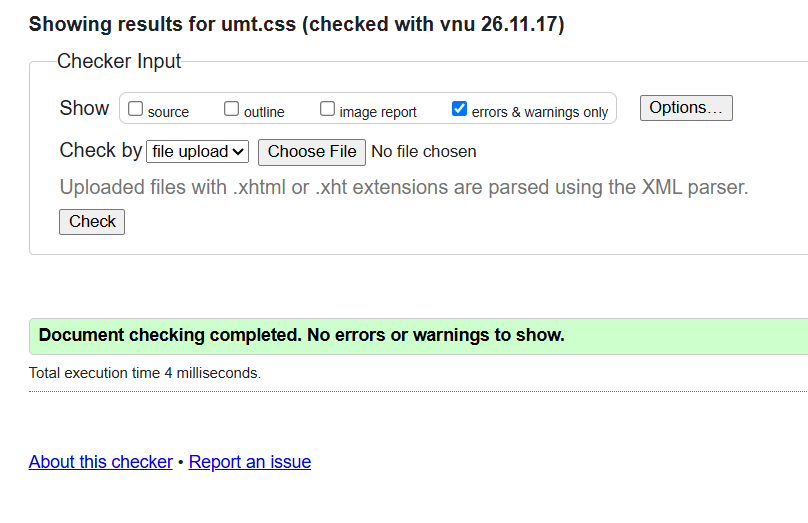 Showing results for umt.css (checked with vnu 26.11.17)
Checker Input
Show source outline image report errors & warnings only Options…
Check by file upload Choose File No file chosen
Uploaded files with .xhtml or .xht extensions are parsed using the XML parser.
Check
Document checking completed. No errors or warnings to show.
Total execution time 4 milliseconds.
About this checker • Report an issue